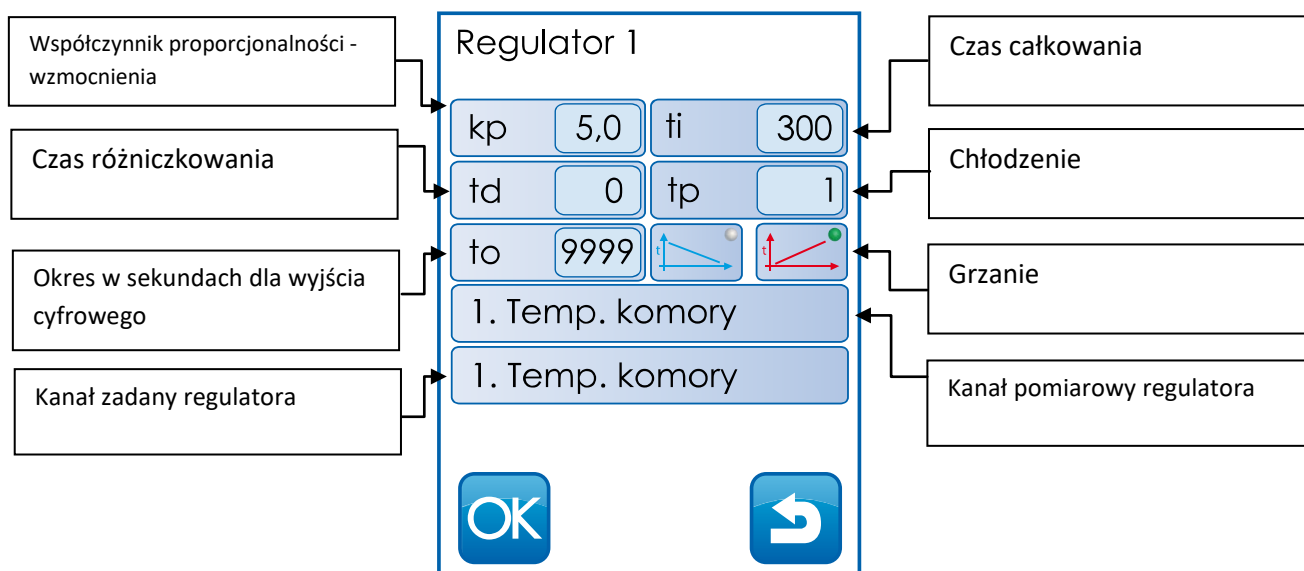 Współczynnik proporcjonalności -
wzmocnienia
Czas różniczkowania
Okres w sekundach dla wyjścia
cyfrowego
Kanał zadany regulatora
Regulator 1
kp 5,0 ti 300
td 0 tp 1
to 9999 t t
1. Temp. komory
1. Temp. komory
OK
Czas całkowania
Chłodzenie
Grzanie
Kanał pomiarowy regulatora